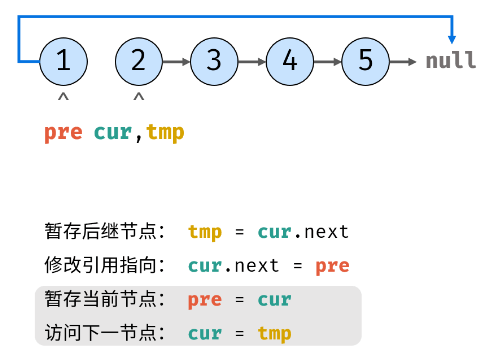 1 2 3 4 5 null
^ ^
pre cur,tmp
暂存后继节点： tmp = cur.next
修改引用指向： cur.next = pre
暂存当前节点： pre = cur
访问下一节点： cur = tmp